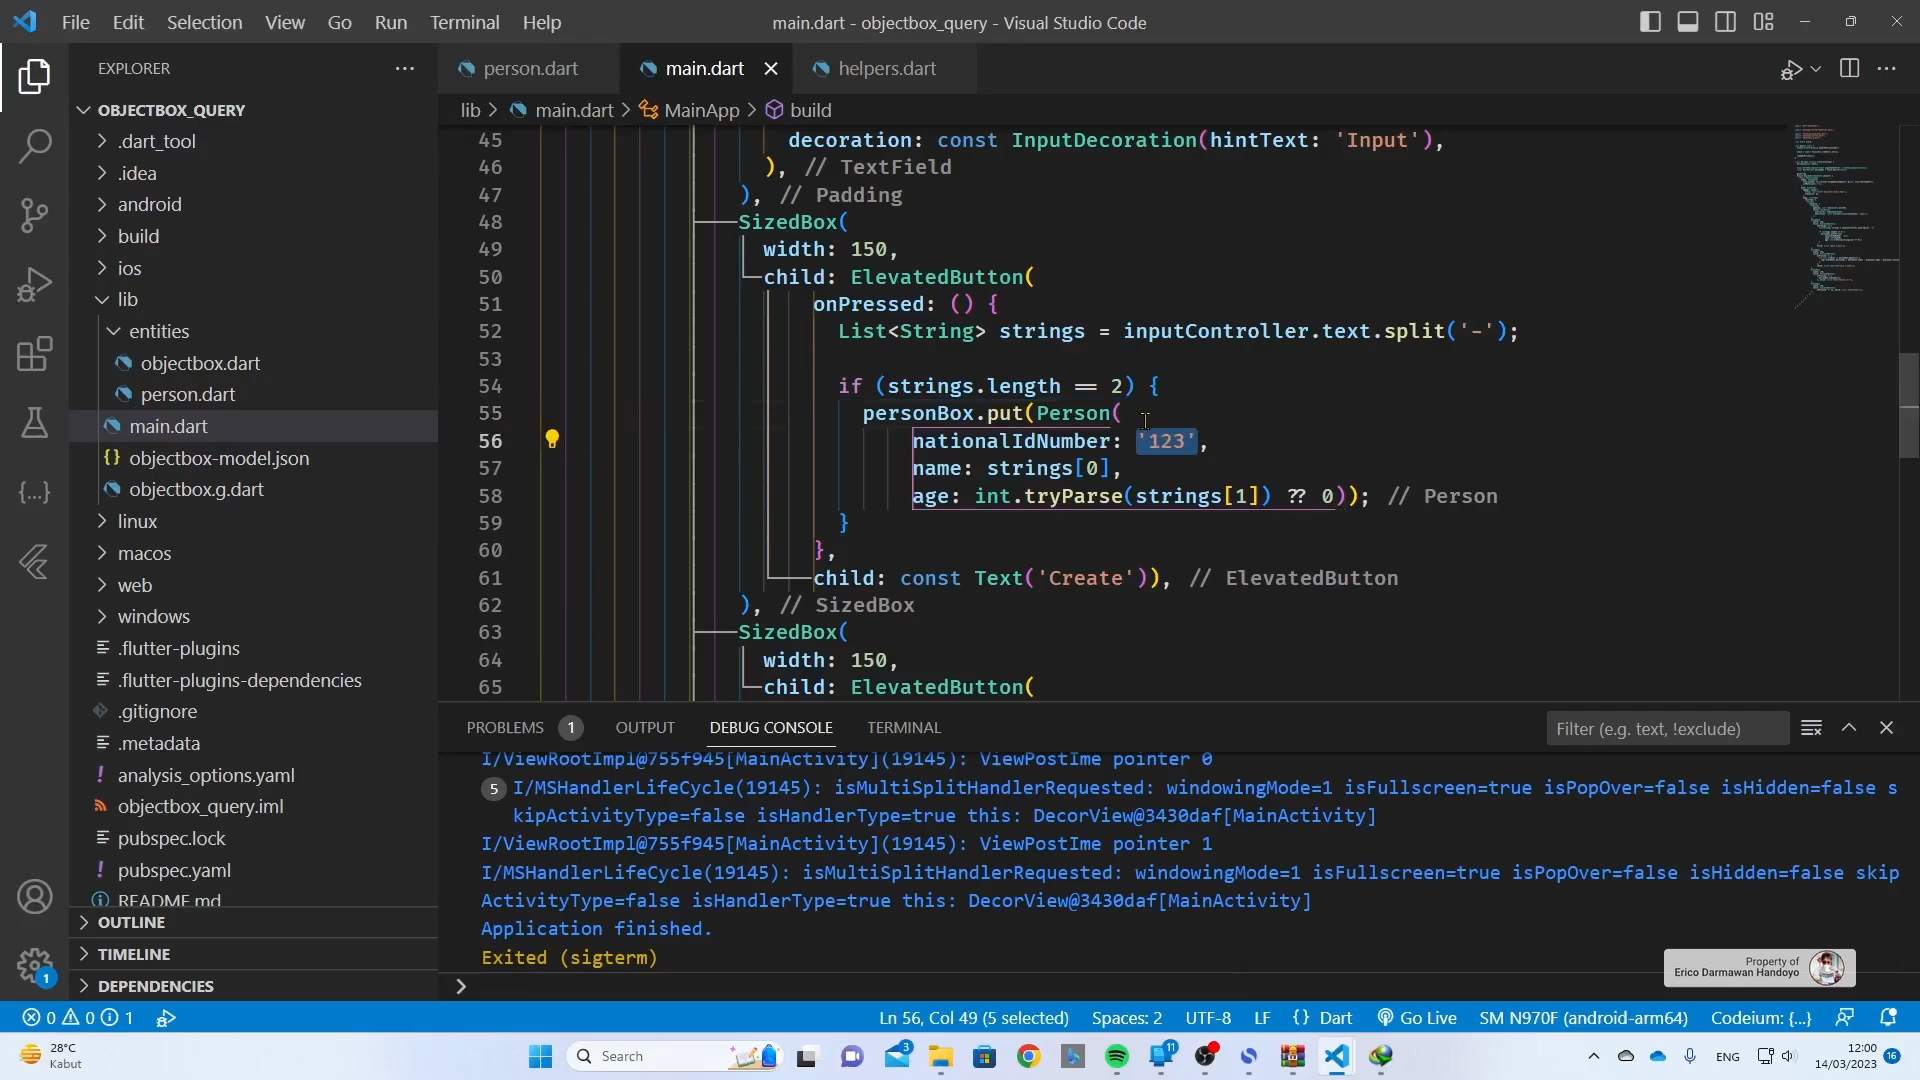 File Edit Selection View Go Run Terminal Help
main.dart - objectbox_query - Visual Studio Code
EXPLORER
OBJECTBOX_QUERY
.dart_tool
.idea
android
build
ios
lib
entities
objectbox.dart
person.dart
main.dart
{} objectbox-model.json
objectbox.g.dart
linux
macos
web
windows
.flutter-plugins
.flutter-plugins-dependencies
.gitignore
.metadata
! analysis_options.yaml
objectbox_query.iml
pubspec.lock
! pubspec.yaml
README.md
OUTLINE
TIMELINE
DEPENDENCIES
1
person.dart main.dart helpers.dart
lib > main.dart > MainApp > build
45 decoration: const InputDecoration(hintText: 'Input'),
46 ), // TextField
47 ), // Padding
48 SizedBox(
49 width: 150,
50 child: ElevatedButton(
51 onPressed: () {
52 List<String> strings = inputController.text.split('-');
53
54 if (strings.length == 2) {
55 personBox.put(Person(
56 nationalIdNumber: '123',
57 name: strings[0],
58 age: int.tryParse(strings[1]) ?? 0)); // Person
59 }
60 },
61 child: const Text('Create')), // ElevatedButton
62 ), // SizedBox
63 SizedBox(
64 width: 150,
65 child: ElevatedButton(
PROBLEMS 1 OUTPUT DEBUG CONSOLE TERMINAL
Filter (e.g. text, !exclude)
I/ViewRootImpl@755f945[MainActivity](19145): ViewPostIme pointer 0
5 I/MSHandlerLifeCycle(19145): isMultiSplitHandlerRequested: windowingMode=1 isFullscreen=true isPopOver=false isHidden=false s
kipActivityType=false isHandlerType=true this: DecorView@3430daf[MainActivity]
I/ViewRootImpl@755f945[MainActivity](19145): ViewPostIme pointer 1
I/MSHandlerLifeCycle(19145): isMultiSplitHandlerRequested: windowingMode=1 isFullscreen=true isPopOver=false isHidden=false skip
ActivityType=false isHandlerType=true this: DecorView@3430daf[MainActivity]
Application finished.
Exited (sigterm)
Property of
Erico Darmawan Handoyo
0 0 1
Ln 56, Col 49 (5 selected) Spaces: 2 UTF-8 LF {} Dart Go Live SM N970F (android-arm64) Codeium: {...}
28°C
Kabut
Search
3
11
ENG
12:00
14/03/2023
16